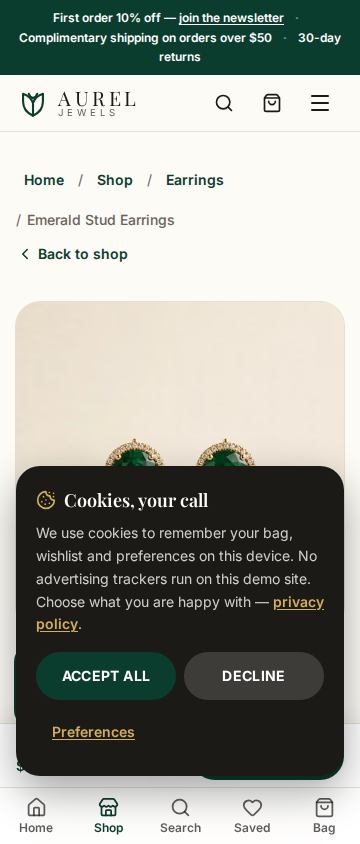 First order 10% off — join the newsletter ·
Complimentary shipping on orders over $50 · 30-day
returns
AUREL
JEWELS
Home / Shop / Earrings
/ Emerald Stud Earrings
Back to shop
Cookies, your call
We use cookies to remember your bag,
wishlist and preferences on this device. No
advertising trackers run on this demo site.
Choose what you are happy with — privacy
policy.
ACCEPT ALL DECLINE
Preferences
Home Shop Search Saved Bag